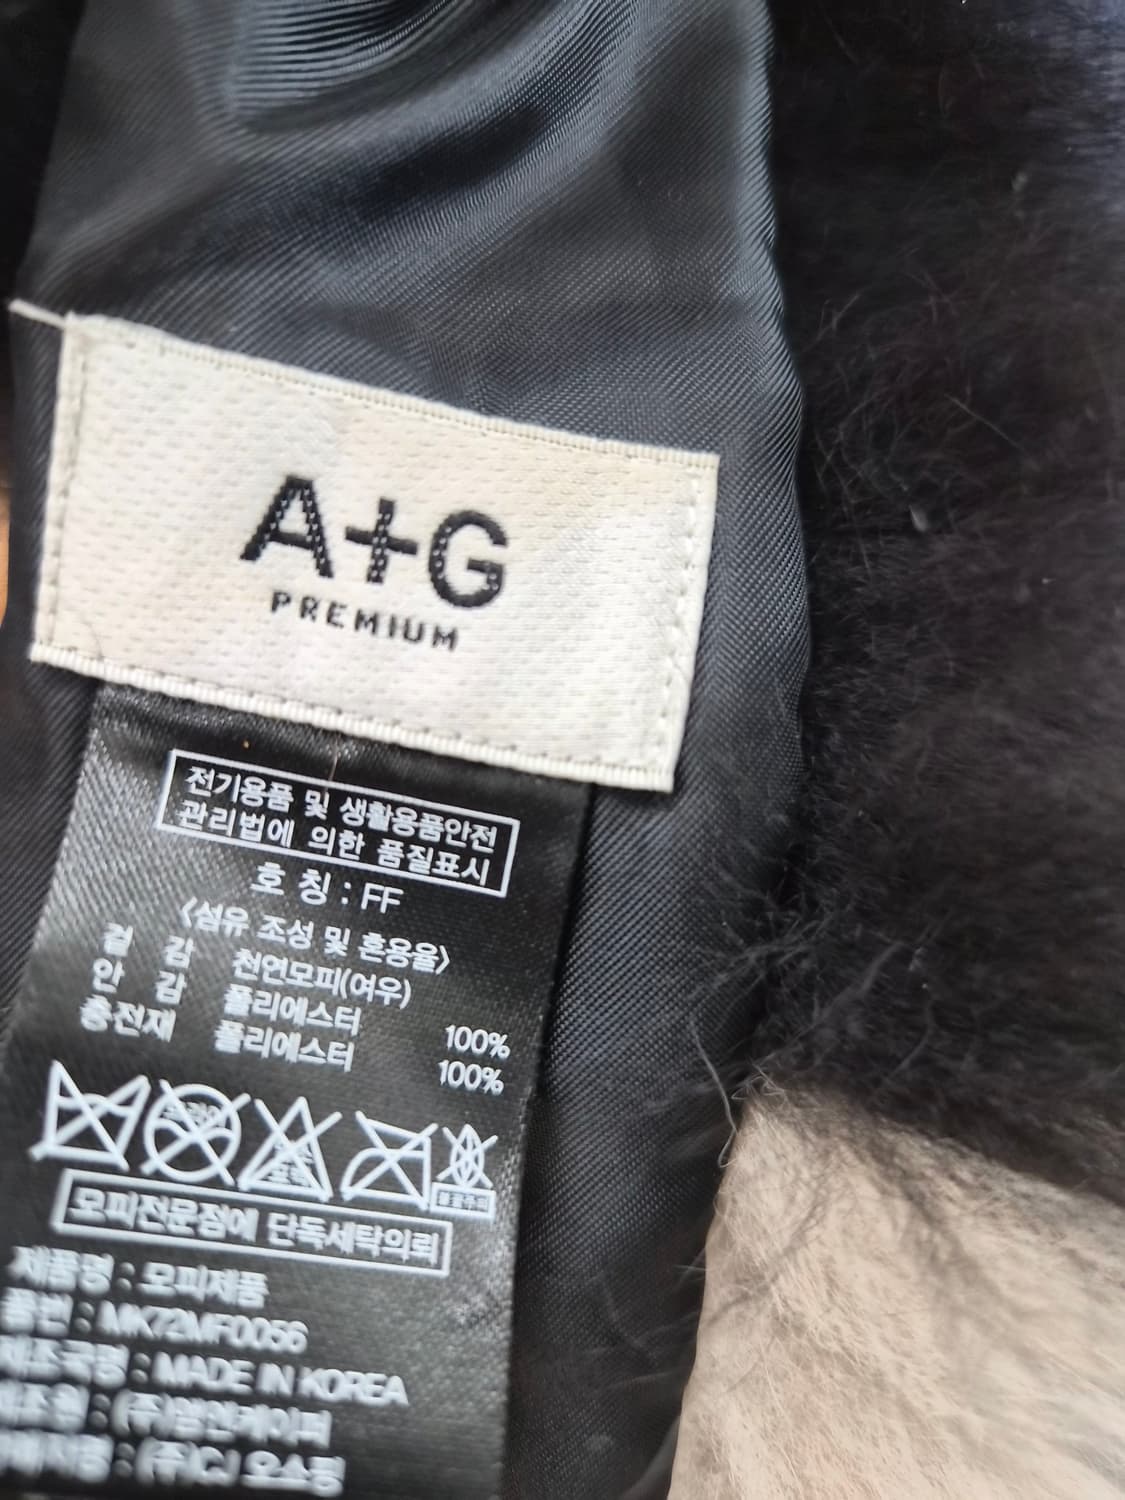 A+G
PREMIUM
전기용품 및 생활용품안전
관리법에 의한 품질표시
호 칭 : FF
<섬유 조성 및 혼용율>
겉 감 천연모피(여우)
안 감 폴리에스터 100%
충전재 폴리에스터 100%
모피전문점에 단독세탁의뢰
제품명 : 모피제품
품번 : MK72MF0056
제조국명 : MADE IN KOREA
제조원 : (주)
(주)CJ 오쇼핑